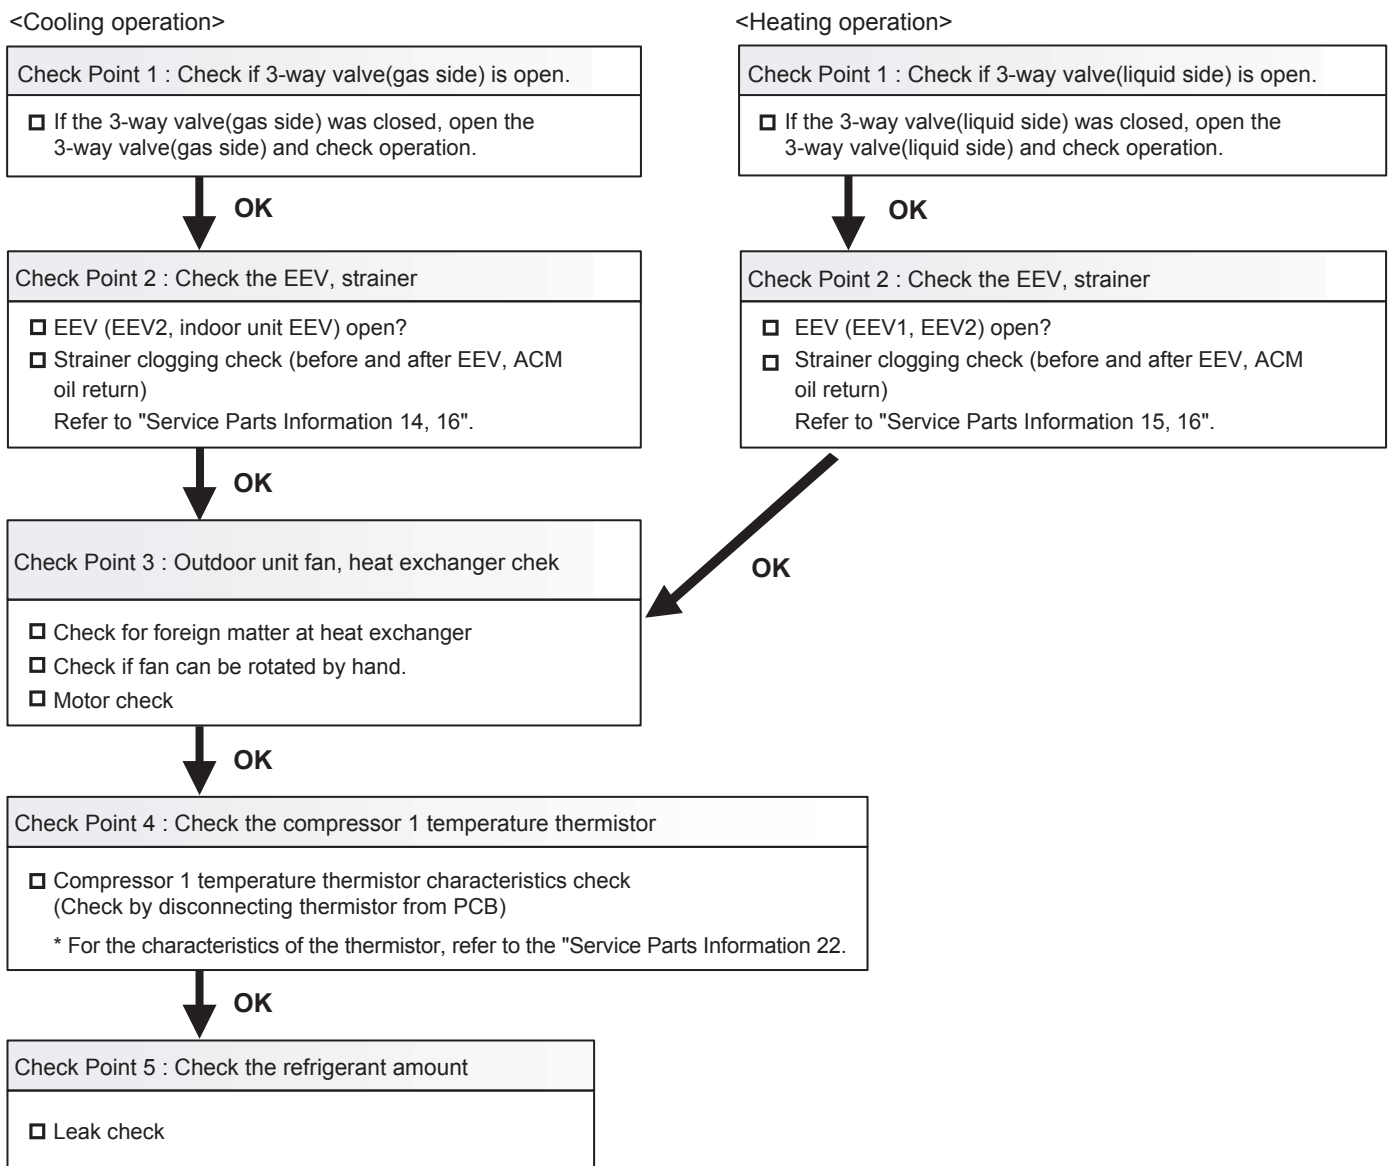 <Cooling operation>
Check Point 1 : Check if 3-way valve(gas side) is open.
If the 3-way valve(gas side) was closed, open the
3-way valve(gas side) and check operation.
OK
Check Point 2 : Check the EEV, strainer
EEV (EEV2, indoor unit EEV) open?
Strainer clogging check (before and after EEV, ACM
oil return)
Refer to "Service Parts Information 14, 16".
OK
<Heating operation>
Check Point 1 : Check if 3-way valve(liquid side) is open.
If the 3-way valve(liquid side) was closed, open the
3-way valve(liquid side) and check operation.
OK
Check Point 2 : Check the EEV, strainer
EEV (EEV1, EEV2) open?
Strainer clogging check (before and after EEV, ACM
oil return)
Refer to "Service Parts Information 15, 16".
OK
Check Point 3 : Outdoor unit fan, heat exchanger chek
Check for foreign matter at heat exchanger
Check if fan can be rotated by hand.
Motor check
OK
Check Point 4 : Check the compressor 1 temperature thermistor
Compressor 1 temperature thermistor characteristics check
(Check by disconnecting thermistor from PCB)
* For the characteristics of the thermistor, refer to the "Service Parts Information 22.
OK
Check Point 5 : Check the refrigerant amount
Leak check